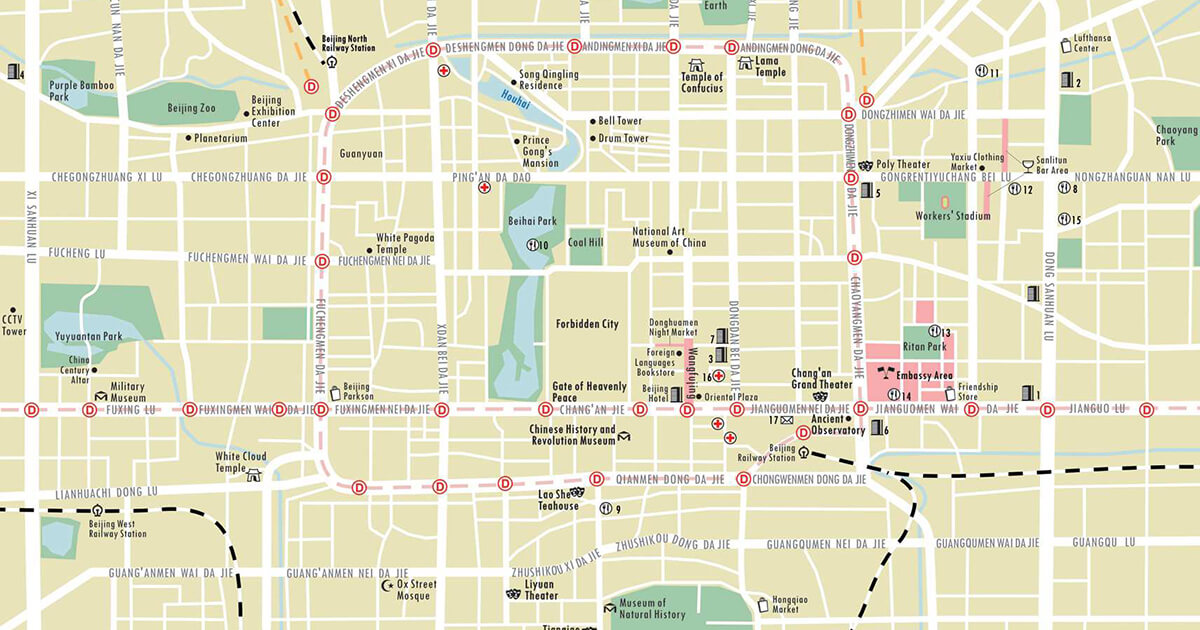 Earth
DA JIE
DA JIE
DA JIE
XI JIE
NG JIE
UN NAN DA JIE
Beijing North
Railway Station
DESHENGMEN DONG DA JIE
ANDINGMEN XI DA JIE
ANDINGMEN DONG DA JIE
Lufthansa
Center
4
Purple Bamboo
Park
Beijing Zoo
Beijing
Exhibition
Center
Planetarium
DESHENGMEN XI DA JIE
Song Qingling
Residence
Houhai
Temple of
Confucius
Lama
Temple
11
2
Bell Tower
Drum Tower
DONGZHIMEN WAI DA JIE
Chaoyang
Park
Guanyuan
Prince
Gong's
Mansion
DONGZHIMEN
DA JIE
Poly Theater
Yaxiu Clothing
Market
Sanlitun
Bar Area
CHEGONGZHUANG XI LU
CHEGONGZHUANG DA JIE
PING'AN DA DAO
GONGRENTIYUCHANG BEI LU
NONGZHANGUAN NAN LU
5
12
8
Workers' Stadium
15
XI SANHUAN LU
Beihai Park
10
Coal Hill
National Art
Museum of China
White Pagoda
Temple
FUCHENG LU
FUCHENGMEN WAI DA JIE
FUCHENGMEN NEI DA JIE
DONG SANHUAN LU
CCTV
Tower
Yuyuantan Park
China
Century
Altar
Military
Museum
FUCHENGMEN DA JIE
XDAN BEI DA JIE
Forbidden City
Donghuamen
Night Market
Foreign
Languages
Bookstore
Wangfujing
7
3
16
DONGDAN BEI DA JIE
CHAOYANGMEN DA JIE
13
Ritan Park
Embassy Area
Beijing
Parkson
Gate of Heavenly
Peace
Beijing
Hotel
Oriental Plaza
Chang'an
Grand Theater
14
Friendship
Store
1
FUXING LU
FUXINGMEN WAI DA JIE
FUXINGMEN NEI DA JIE
CHANG'AN JIE
JIANGUOMEN NEI DA JIE
JIANGUOMEN WAI DA JIE
JIANGUO LU
Chinese History and
Revolution Museum
17
Ancient
Observatory
6
Beijing
Railway Station
White Cloud
Temple
LIANHUACHI DONG LU
QIANMEN DONG DA JIE
CHONGWENMEN DONG DA JIE
Lao She
Teahouse
9
Beijing West
Railway Station
ZHUSHIKOU XI DA JIE
ZHUSHIKOU DONG DA JIE
GUANGQUMEN NEI DA JIE
GUANGQUMEN WAI DA JIE
GUANGQU LU
GUANG'ANMEN WAI DA JIE
GUANG'ANMEN NEI DA JIE
Ox Street
Mosque
Liyuan
Theater
Museum of
Natural History
Hongqiao
Market
Tianqiao